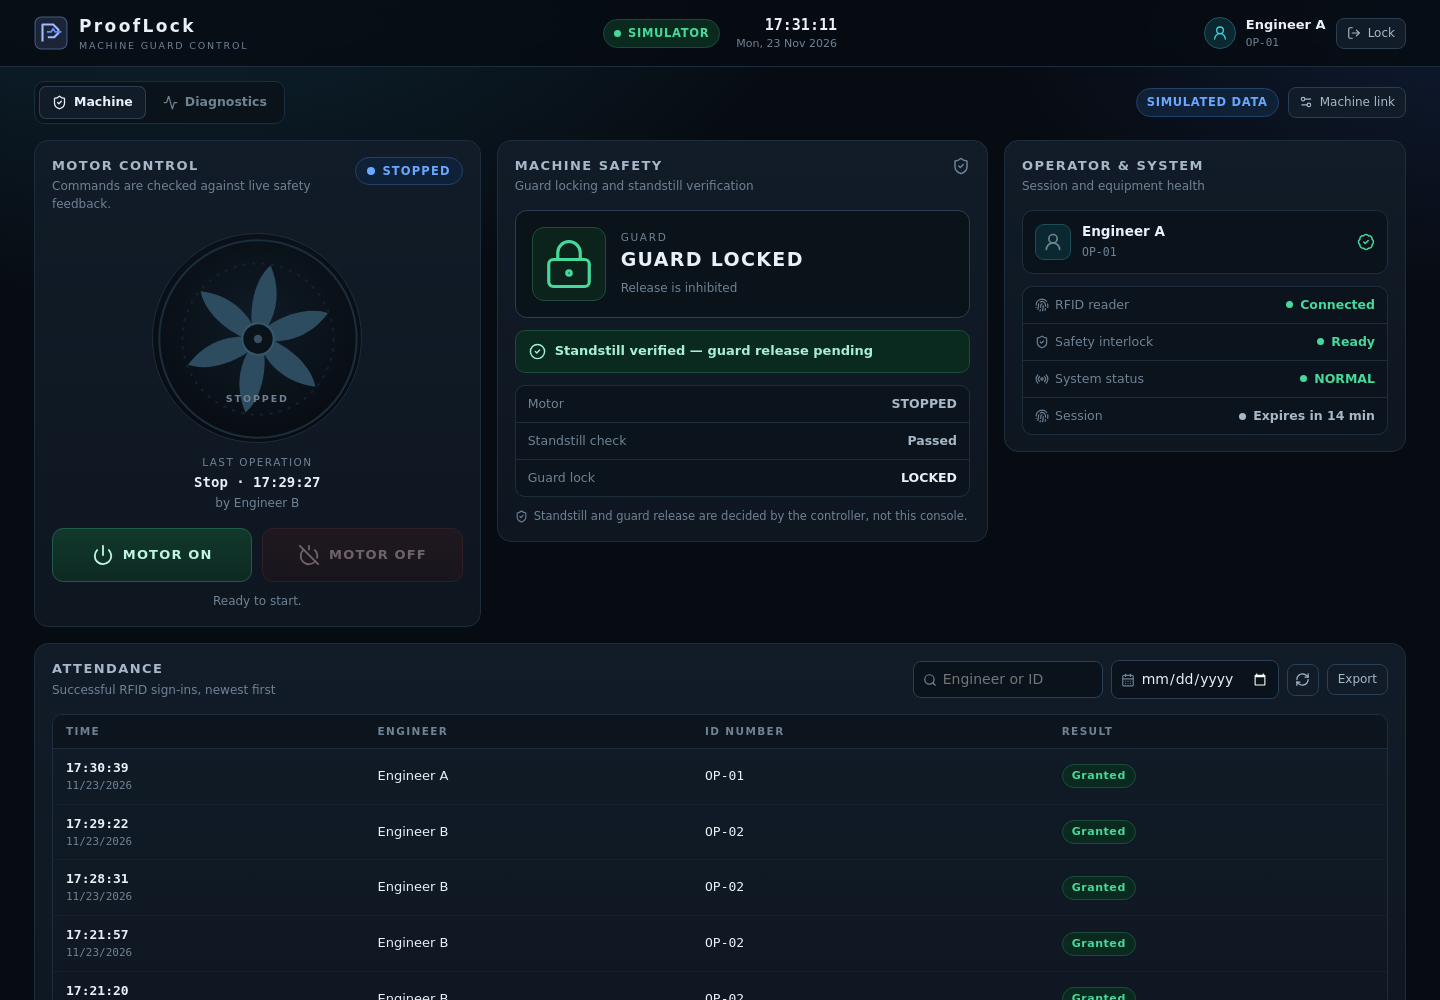 ProofLock
MACHINE GUARD CONTROL
SIMULATOR
17:31:11
Mon, 23 Nov 2026
Engineer A
OP-01
Lock
Machine
Diagnostics
SIMULATED DATA
Machine link
MOTOR CONTROL
Commands are checked against live safety
feedback.
STOPPED
STOPPED
LAST OPERATION
Stop · 17:29:27
by Engineer B
MOTOR ON
MOTOR OFF
Ready to start.
MACHINE SAFETY
Guard locking and standstill verification
GUARD
GUARD LOCKED
Release is inhibited
Standstill verified — guard release pending
Motor STOPPED
Standstill check Passed
Guard lock LOCKED
Standstill and guard release are decided by the controller, not this console.
OPERATOR & SYSTEM
Session and equipment health
Engineer A
OP-01
RFID reader Connected
Safety interlock Ready
System status NORMAL
Session Expires in 14 min
ATTENDANCE
Successful RFID sign-ins, newest first
Engineer or ID
mm/dd/yyyy
Export
TIME ENGINEER ID NUMBER RESULT
17:30:39
11/23/2026
Engineer A OP-01 Granted
17:29:22
11/23/2026
Engineer B OP-02 Granted
17:28:31
11/23/2026
Engineer B OP-02 Granted
17:21:57
11/23/2026
Engineer B OP-02 Granted
17:21:20
Engineer B OP-02 Granted